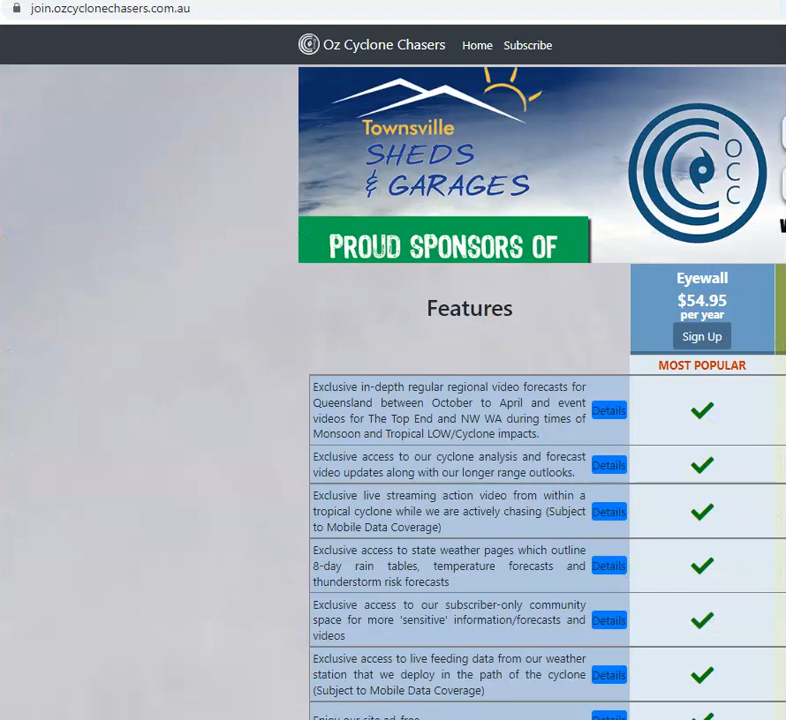 join.ozcyclonechasers.com.au
Oz Cyclone Chasers Home Subscribe
Townsville
SHEDS
& GARAGES
O
C
C
PROUD SPONSORS OF
Features
Eyewall
$54.95
per year
Sign Up
MOST POPULAR
Exclusive in-depth regular regional video forecasts for
Queensland between October to April and event
videos for The Top End and NW WA during times of
Monsoon and Tropical LOW/Cyclone impacts.
Details
Exclusive access to our cyclone analysis and forecast
video updates along with our longer range outlooks.
Details
Exclusive live streaming action video from within a
tropical cyclone while we are actively chasing (Subject
to Mobile Data Coverage)
Details
Exclusive access to state weather pages which outline
8-day rain tables, temperature forecasts and
thunderstorm risk forecasts
Details
Exclusive access to our subscriber-only community
space for more 'sensitive' information/forecasts and
videos
Details
Exclusive access to live feeding data from our weather
station that we deploy in the path of the cyclone
(Subject to Mobile Data Coverage)
Details
Enjoy our site ad-free